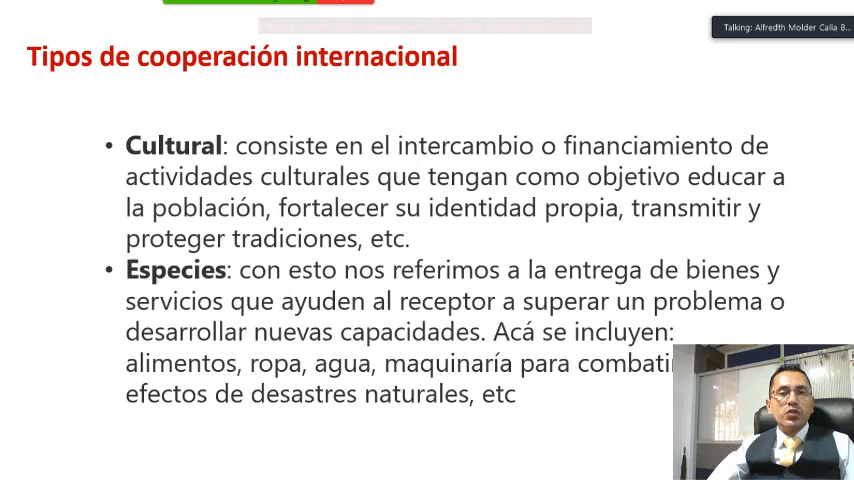 Talking: Alfredth Molder Calla B...
Tipos de cooperación internacional
• Cultural: consiste en el intercambio o financiamiento de
actividades culturales que tengan como objetivo educar a
la población, fortalecer su identidad propia, transmitir y
proteger tradiciones, etc.
• Especies: con esto nos referimos a la entrega de bienes y
servicios que ayuden al receptor a superar un problema o
desarrollar nuevas capacidades. Acá se incluyen:
alimentos, ropa, agua, maquinaría para combatir
efectos de desastres naturales, etc